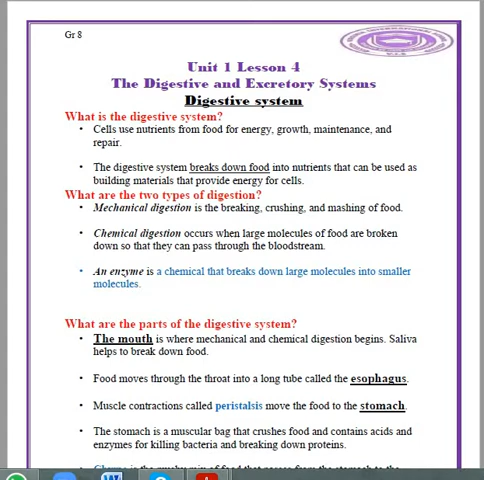 Gr 8
Unit 1 Lesson 4
The Digestive and Excretory Systems
Digestive system
What is the digestive system?
• Cells use nutrients from food for energy, growth, maintenance, and
repair.
• The digestive system breaks down food into nutrients that can be used as
building materials that provide energy for cells.
What are the two types of digestion?
• Mechanical digestion is the breaking, crushing, and mashing of food.
• Chemical digestion occurs when large molecules of food are broken
down so that they can pass through the bloodstream.
• An enzyme is a chemical that breaks down large molecules into smaller
molecules.
What are the parts of the digestive system?
• The mouth is where mechanical and chemical digestion begins. Saliva
helps to break down food.
• Food moves through the throat into a long tube called the esophagus.
• Muscle contractions called peristalsis move the food to the stomach.
• The stomach is a muscular bag that crushes food and contains acids and
enzymes for killing bacteria and breaking down proteins.